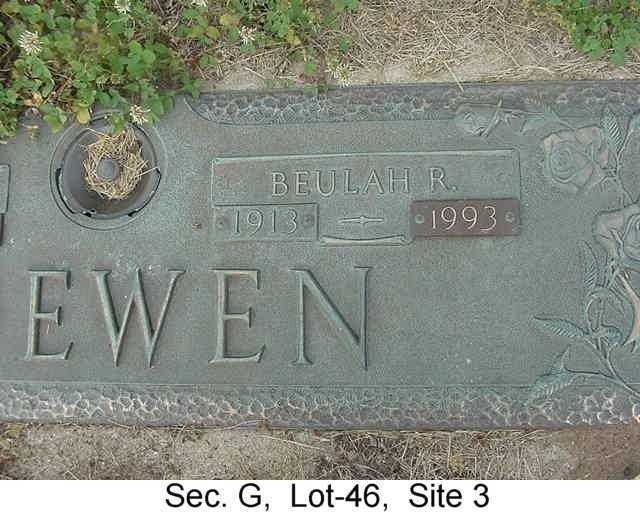 BEULAH R.
1913 1993
EWEN
Sec. G, Lot-46, Site 3